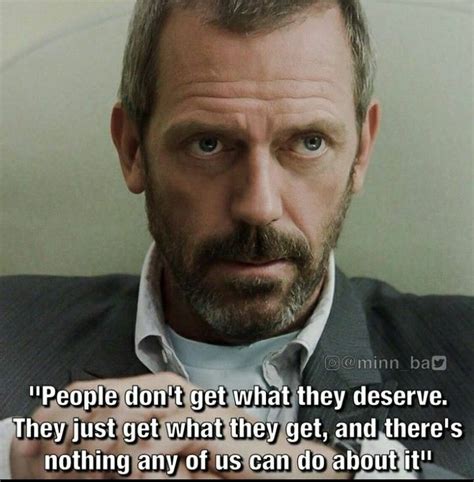 @minn_ba
"People don't get what they deserve.
They just get what they get, and there's
nothing any of us can do about it"